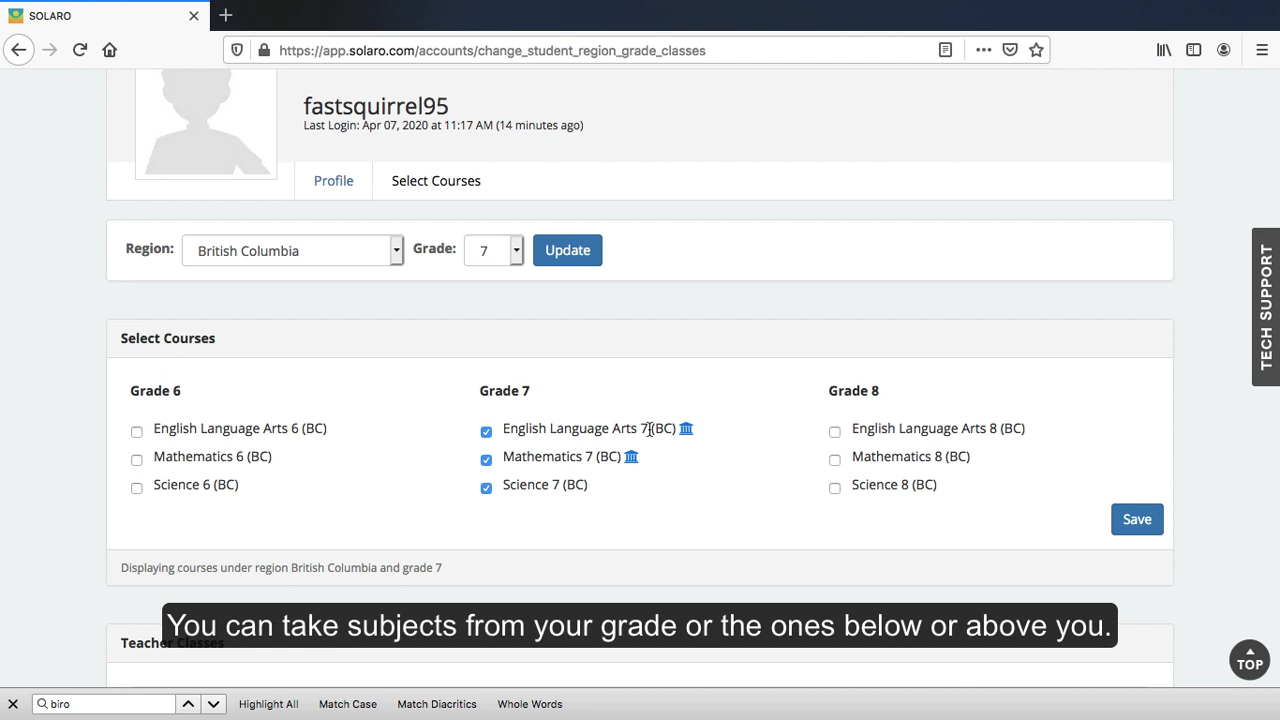 SOLARO
https://app.solaro.com/accounts/change_student_region_grade_classes
fastsquirrel95
Last Login: Apr 07, 2020 at 11:17 AM (14 minutes ago)
Profile
Select Courses
Region:
British Columbia
Grade:
7
Update
TECH SUPPORT
Select Courses
Grade 6
Grade 7
Grade 8
English Language Arts 6 (BC)
English Language Arts 7 (BC)
English Language Arts 8 (BC)
Mathematics 6 (BC)
Mathematics 7 (BC)
Mathematics 8 (BC)
Science 6 (BC)
Science 7 (BC)
Science 8 (BC)
Save
Displaying courses under region British Columbia and grade 7
You can take subjects from your grade or the ones below or above you.
Teacher Classes
TOP
biro
Highlight All
Match Case
Match Diacritics
Whole Words